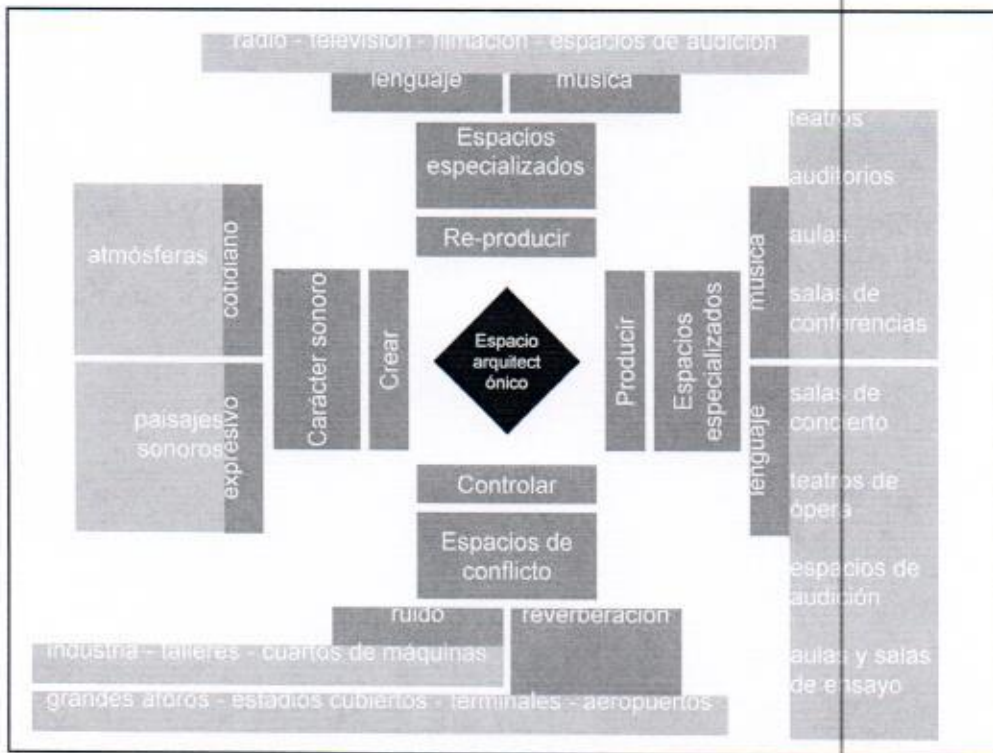 radio - television - filmacion - espacios de audición
lenguaje
musica
Espacios
especializados
Re-producir
atmósferas
cotidiano
paisajes
sonoros
expresivo
Carácter sonoro
Crear
Espacio
arquitect
ónico
Producir
Espacios
especializados
musica
lenguaje
teatros
auditorios
aulas
salas de
conferencias
salas de
concierto
teatros de
ópera
espacios de
audición
aulas y salas
de ensayo
Controlar
Espacios de
conflicto
ruido
reverberación
industria - talleres - cuartos de máquinas
grandes aforos - estadios cubiertos - terminales - aeropuertos